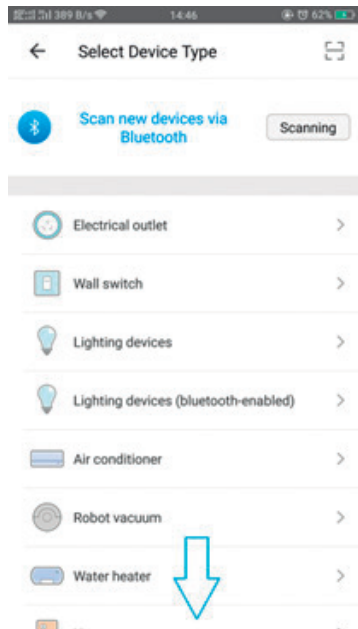 389 B/s
14:46
62%
Select Device Type
Scan new devices via
Bluetooth
Scanning
Electrical outlet
Wall switch
Lighting devices
Lighting devices (bluetooth-enabled)
Air conditioner
Robot vacuum
Water heater